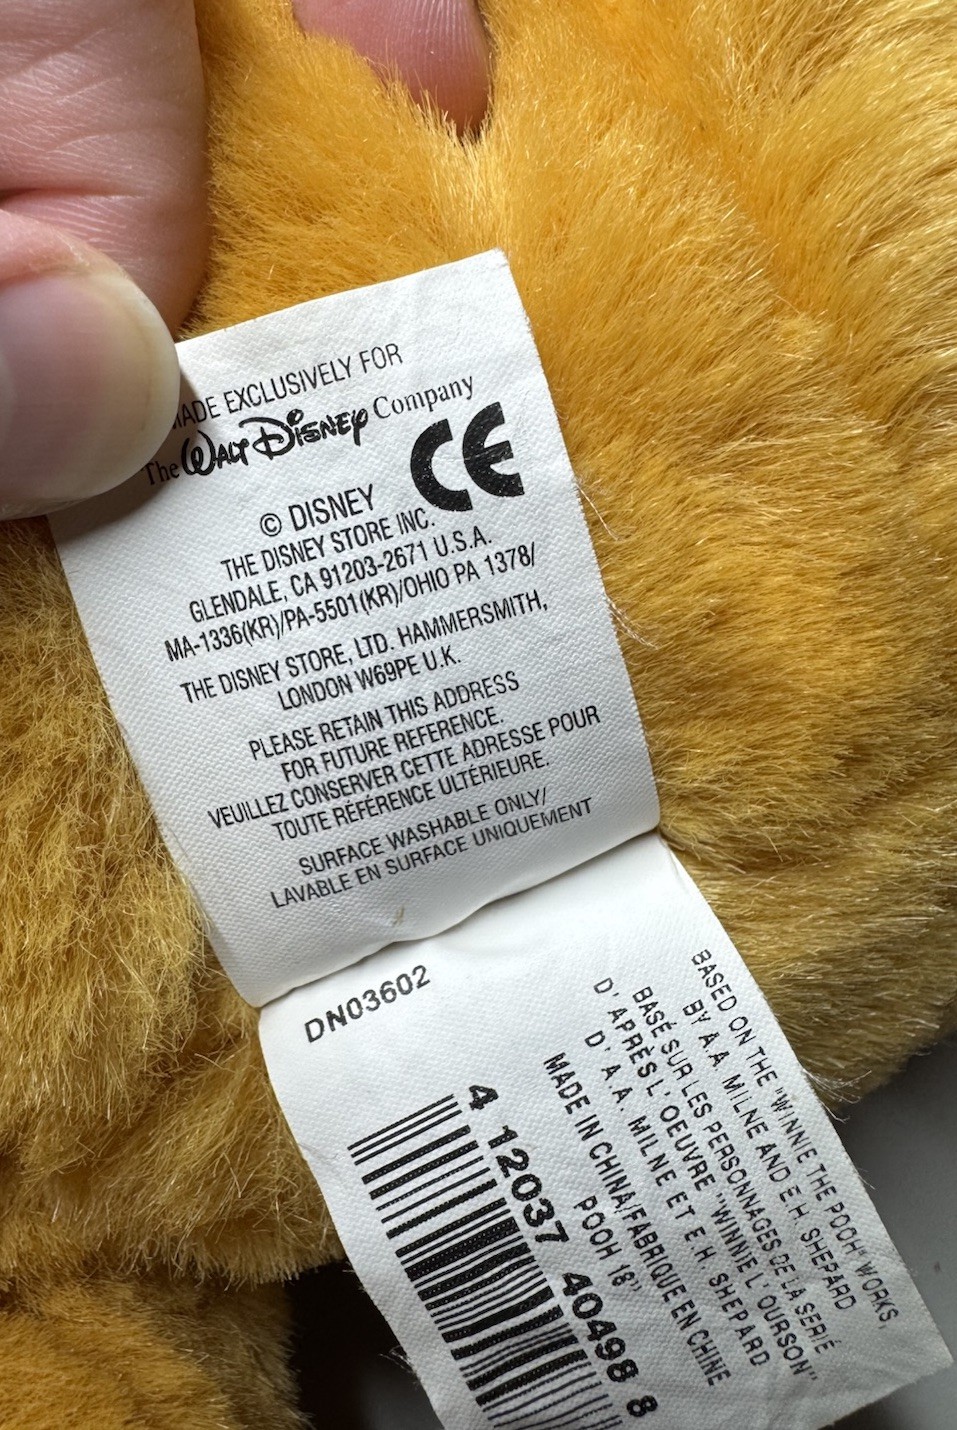 MADE EXCLUSIVELY FOR
The WALT DISNEY Company
CE
© DISNEY
THE DISNEY STORE INC.
GLENDALE, CA 91203-2671 U.S.A.
MA-1336(KR)/PA-5501(KR)/OHIO PA 1378/
THE DISNEY STORE, LTD. HAMMERSMITH,
LONDON W69PE U.K.
PLEASE RETAIN THIS ADDRESS
FOR FUTURE REFERENCE.
VEUILLEZ CONSERVER CETTE ADRESSE POUR
TOUTE RÉFÉRENCE ULTÉRIEURE.
SURFACE WASHABLE ONLY/
LAVABLE EN SURFACE UNIQUEMENT
DN03602
BASED ON THE "WINNIE THE POOH" WORKS,
BY A.A. MILNE AND E.H. SHEPARD
BASÉ SUR LES PERSONNAGES DE LA SERIÉ
D'APRÈS L'OEUVRE "WINNIE L'OURSON"
D'A.A. MILNE ET E.H. SHEPARD
MADE IN CHINA/FABRIQUE EN CHINE
POOH 18"
4 12037 40498 8